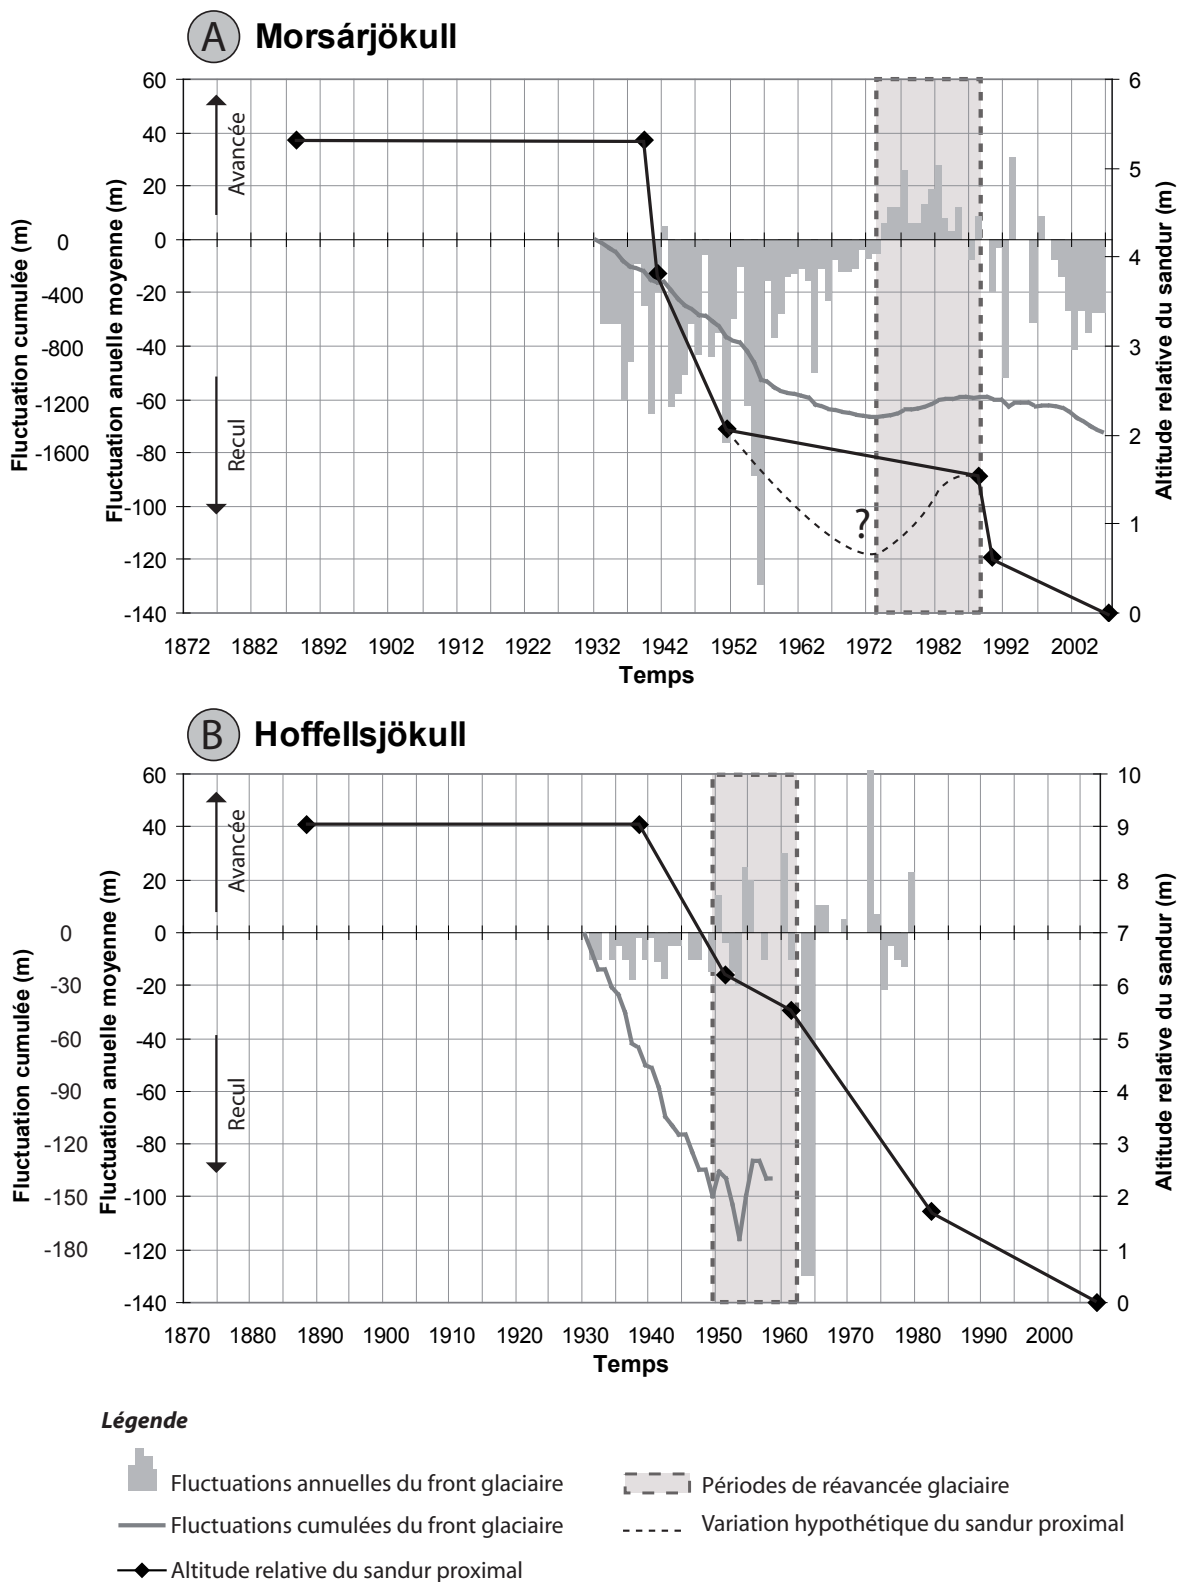 A Morsárjökull
60
40
20
0
-20
-40
-60
-80
-100
-120
-140
0
-400
-800
-1200
-1600
Fluctuation cumulée (m)
Fluctuation anuelle moyenne (m)
Avancée
Recul
?
6
5
4
3
2
1
0
Altitude relative du sandur (m)
1872 1882 1892 1902 1912 1922 1932 1942 1952 1962 1972 1982 1992 2002
Temps
B Hoffellsjökull
60
40
20
0
-20
-40
-60
-80
-100
-120
-140
0
-30
-60
-90
-120
-150
-180
Fluctuation cumulée (m)
Fluctuation anuelle moyenne (m)
Avancée
Recul
10
9
8
7
6
5
4
3
2
1
0
Altitude relative du sandur (m)
1870 1880 1890 1900 1910 1920 1930 1940 1950 1960 1970 1980 1990 2000
Temps
Légende
Fluctuations annuelles du front glaciaire
Périodes de réavancée glaciaire
Fluctuations cumulées du front glaciaire
Variation hypothétique du sandur proximal
Altitude relative du sandur proximal